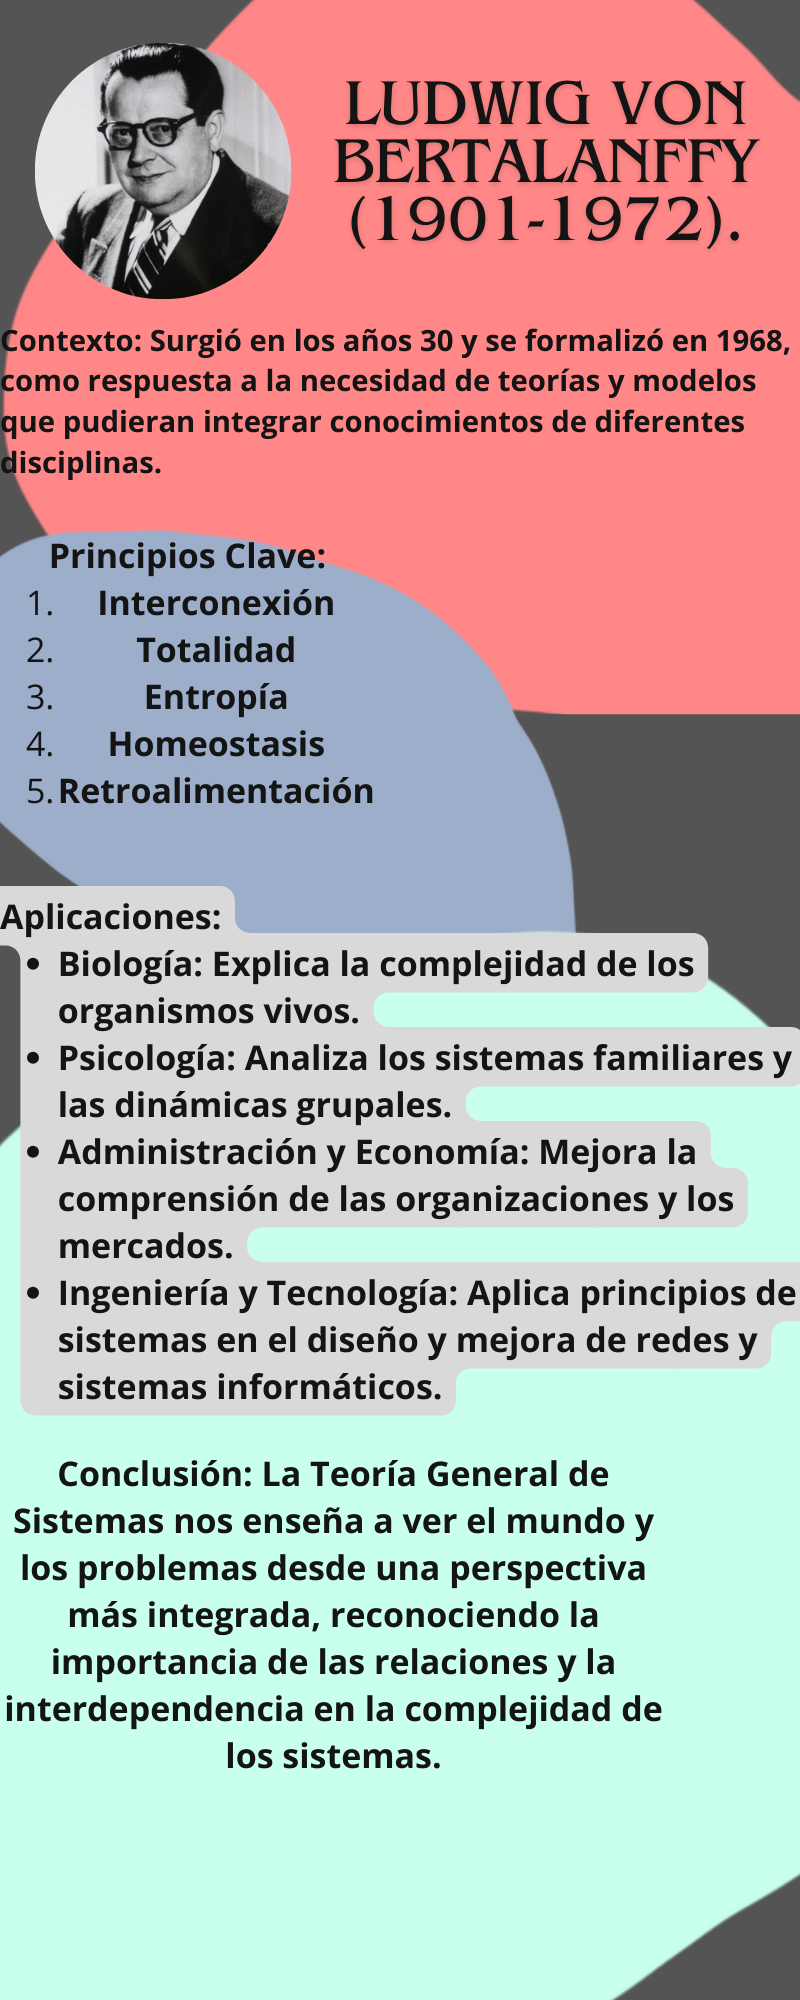 LUDWIG VON
BERTALANFFY
(1901-1972).
Contexto: Surgió en los años 30 y se formalizó en 1968,
como respuesta a la necesidad de teorías y modelos
que pudieran integrar conocimientos de diferentes
disciplinas.
Principios Clave:
1. Interconexión
2. Totalidad
3. Entropía
4. Homeostasis
5. Retroalimentación
Aplicaciones:
• Biología: Explica la complejidad de los
organismos vivos.
• Psicología: Analiza los sistemas familiares y
las dinámicas grupales.
• Administración y Economía: Mejora la
comprensión de las organizaciones y los
mercados.
• Ingeniería y Tecnología: Aplica principios de
sistemas en el diseño y mejora de redes y
sistemas informáticos.
Conclusión: La Teoría General de
Sistemas nos enseña a ver el mundo y
los problemas desde una perspectiva
más integrada, reconociendo la
importancia de las relaciones y la
interdependencia en la complejidad de
los sistemas.